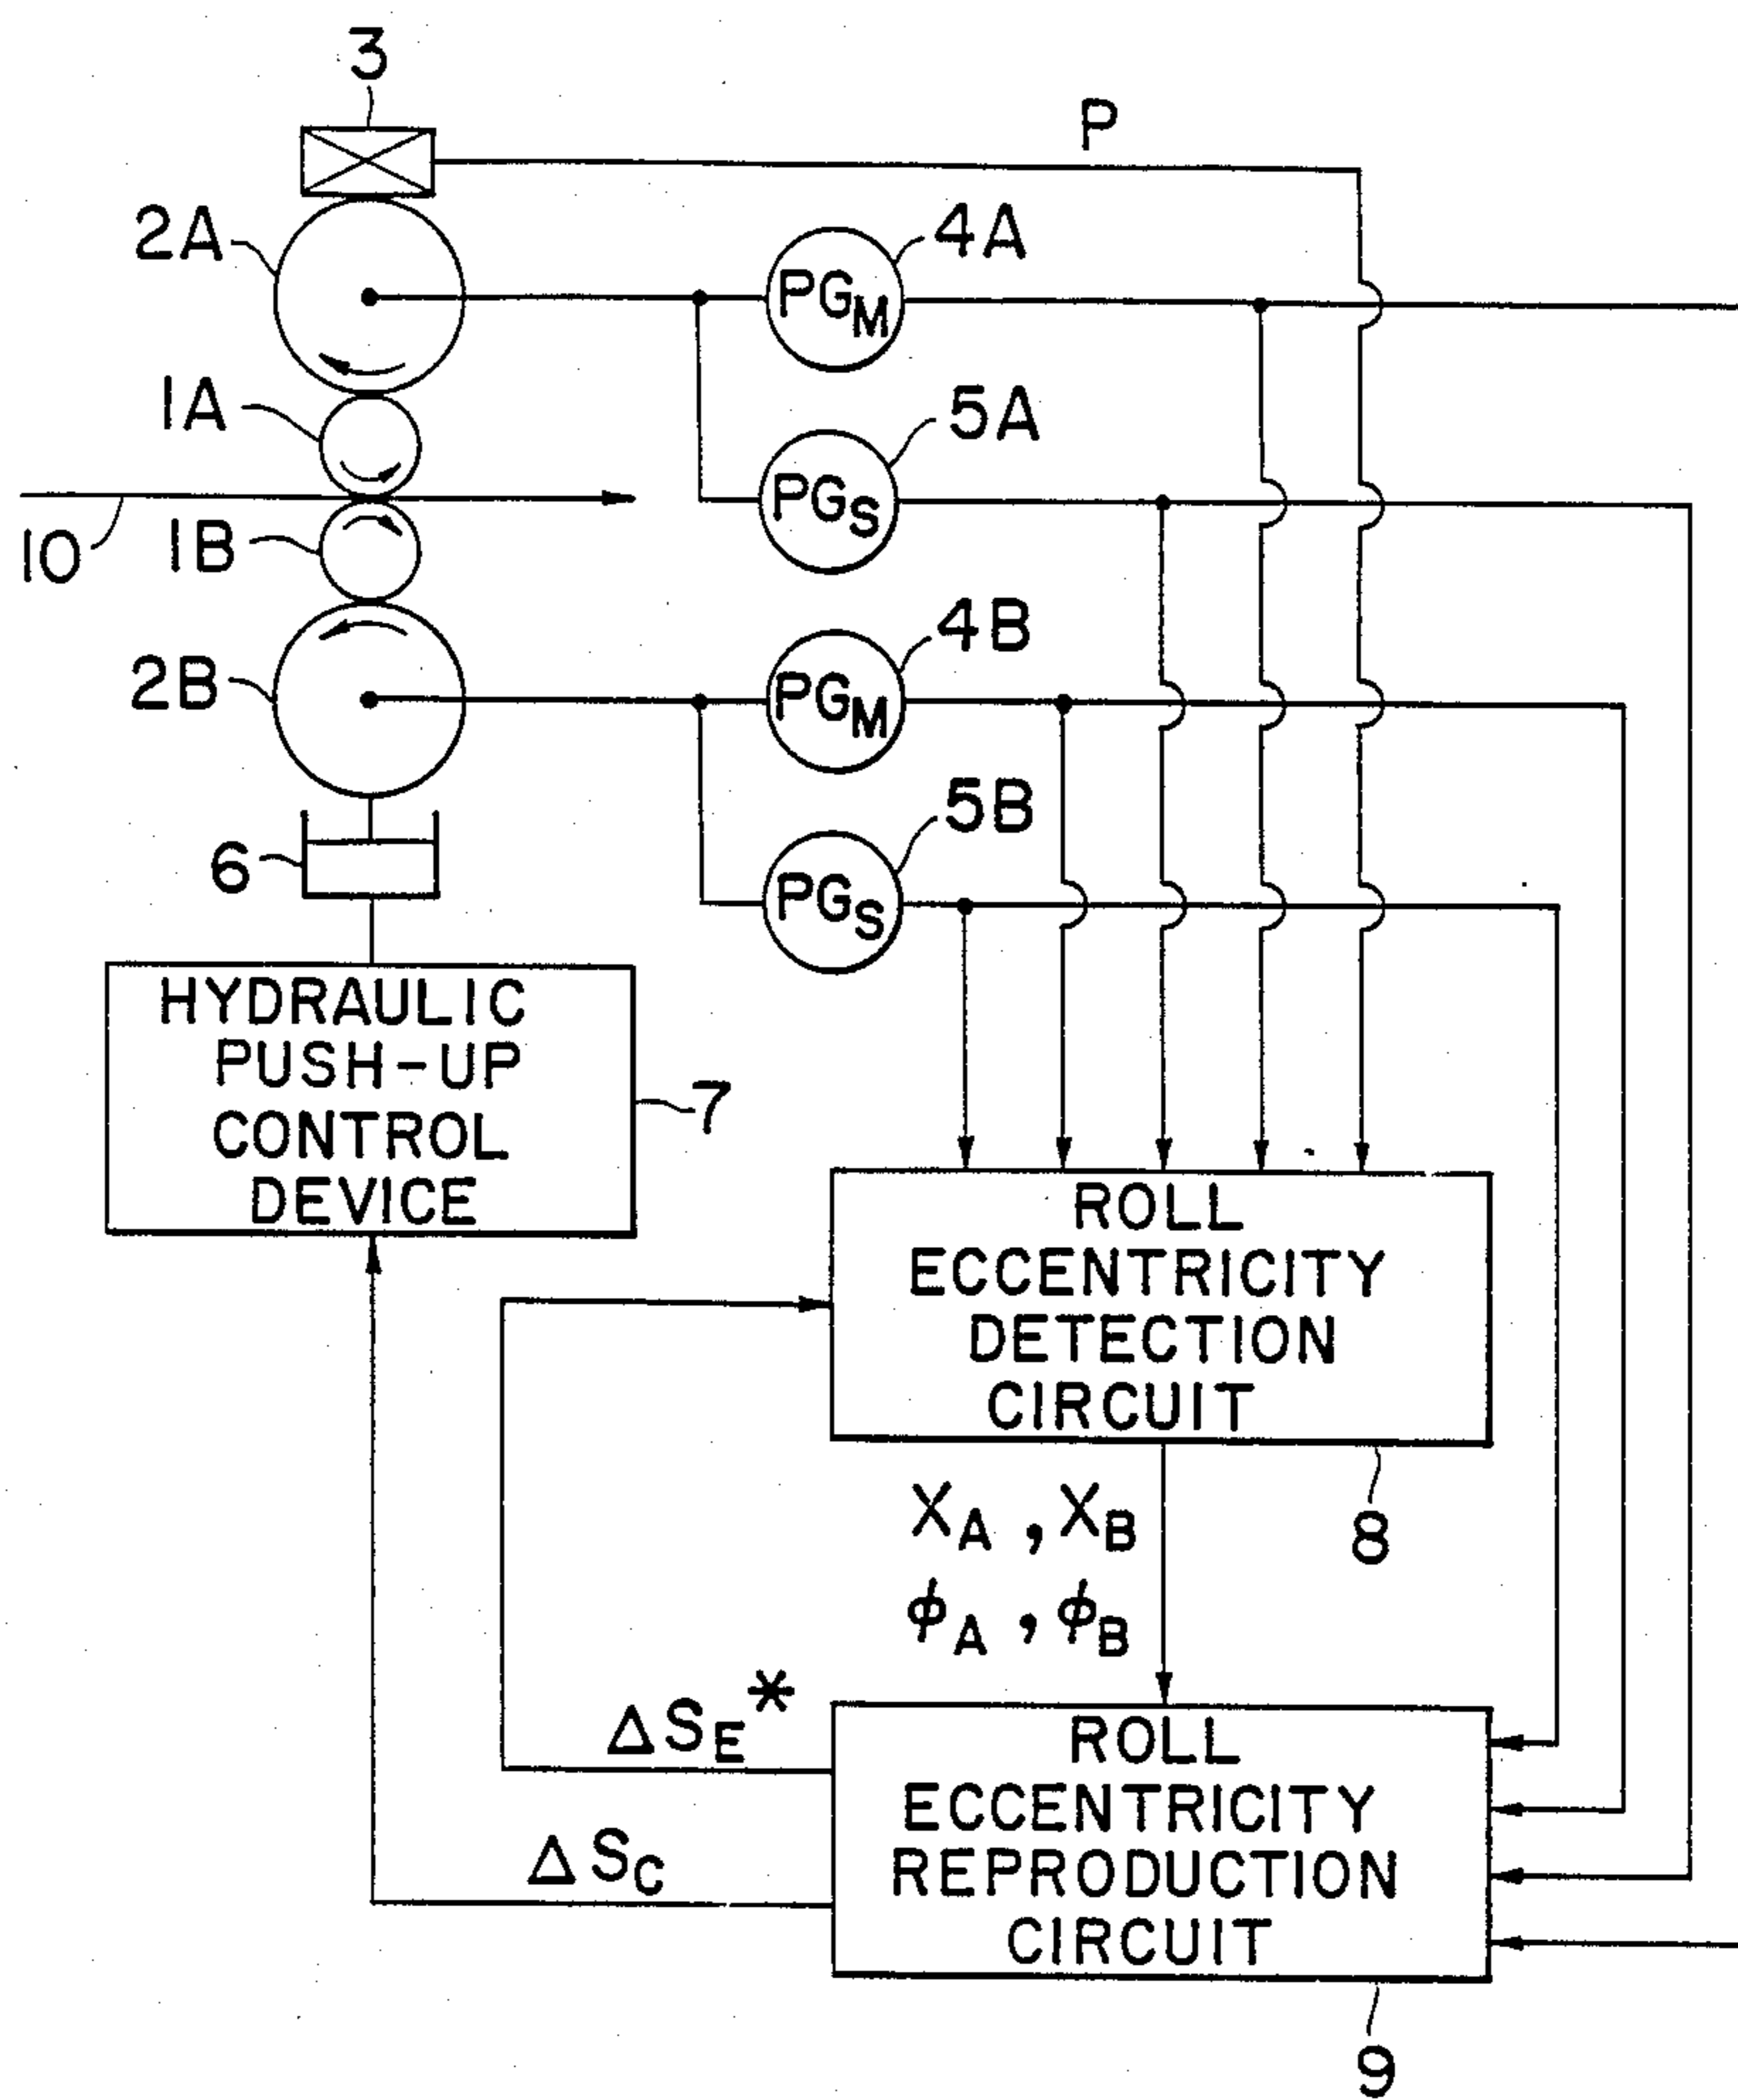 3
P
2A
4A
PGM
1A
5A
PGS
10
1B
4B
2B
PGM
5B
6
PGS
HYDRAULIC
PUSH-UP
CONTROL
DEVICE
7
ROLL
ECCENTRICITY
DETECTION
CIRCUIT
8
XA , XB
ϕA , ϕB
ΔSE*
ΔSC
ROLL
ECCENTRICITY
REPRODUCTION
CIRCUIT
9